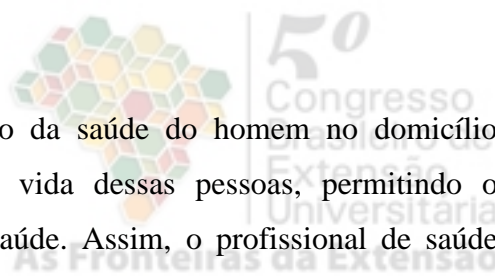 5º
Congresso
o da saúde do homem no domicílio
Brasileiro de
vida dessas pessoas, permitindo o
Extensão
Universitária
aúde. Assim, o profissional de saúde
As Fronteiras da Extensão